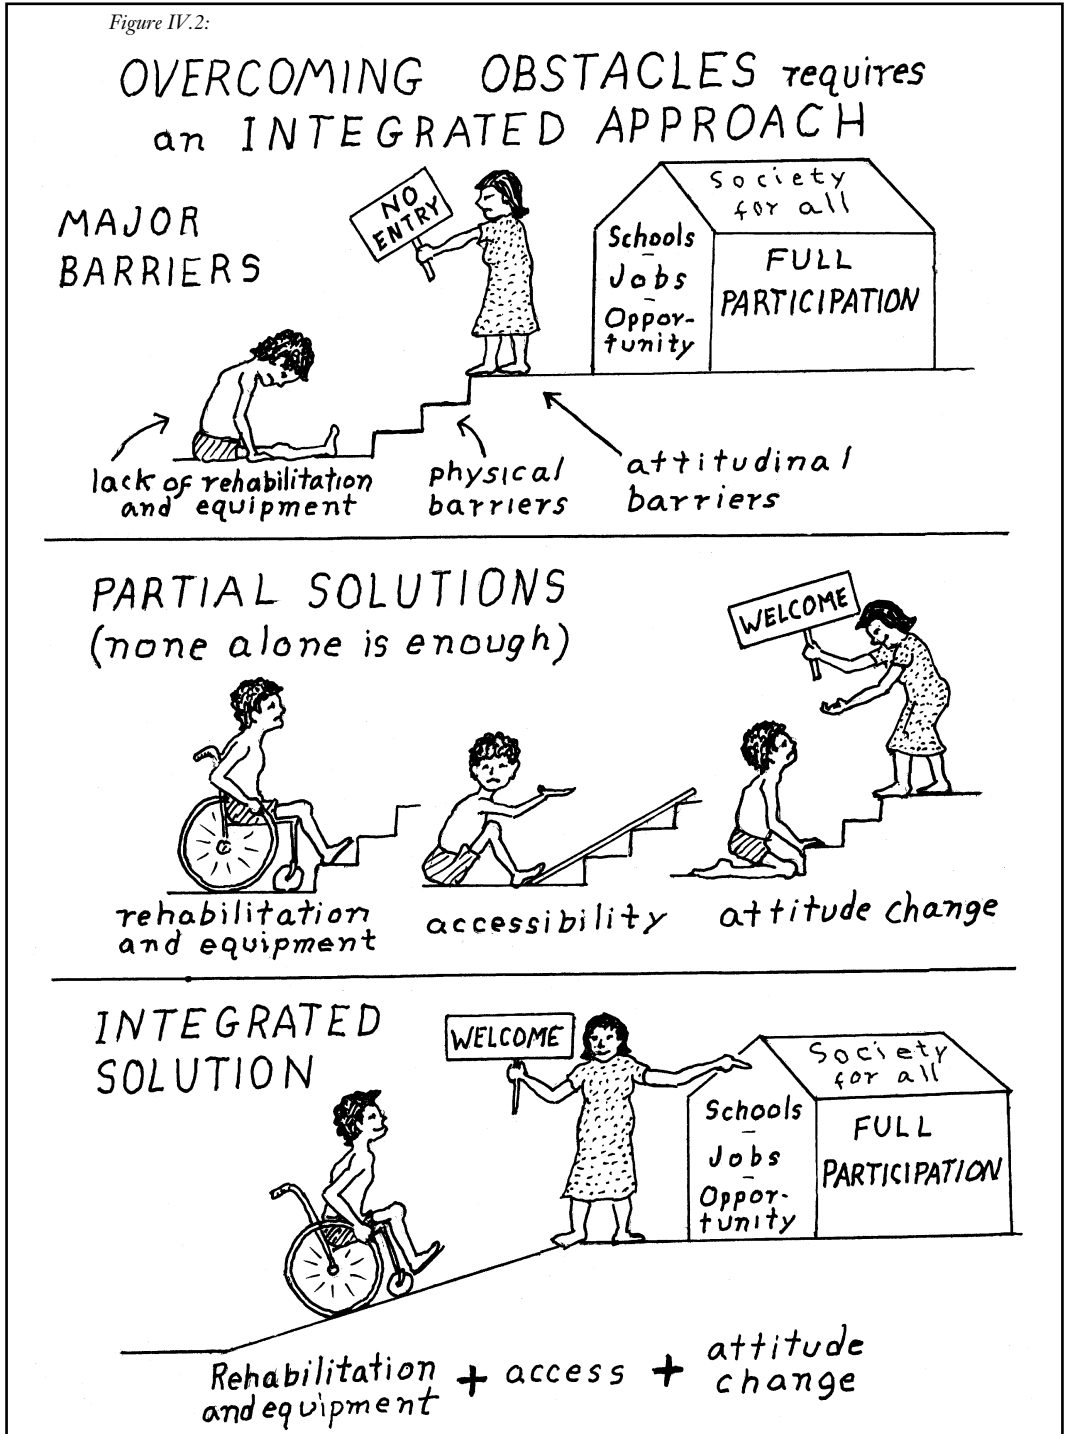 Figure IV.2:
OVERCOMING OBSTACLES requires
an INTEGRATED APPROACH
MAJOR
BARRIERS
NO
ENTRY
Society
for all
Schools
-
Jobs
-
Oppor-
tunity
FULL
PARTICIPATION
lack of rehabilitation
and equipment
physical
barriers
attitudinal
barriers
PARTIAL SOLUTIONS
(none alone is enough)
WELCOME
rehabilitation
and equipment
accessibility
attitude change
INTEGRATED
SOLUTION
WELCOME
Society
for all
Schools
-
Jobs
-
Oppor-
tunity
FULL
PARTICIPATION
Rehabilitation
and equipment
+ access +
attitude
change